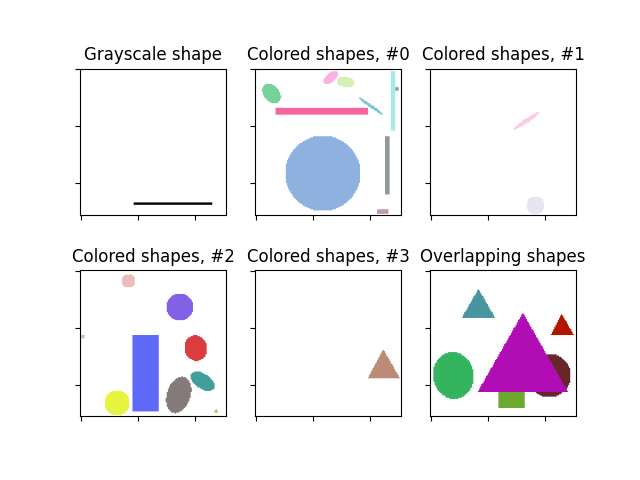 Grayscale shape
Colored shapes, #0
Colored shapes, #1
Colored shapes, #2
Colored shapes, #3
Overlapping shapes